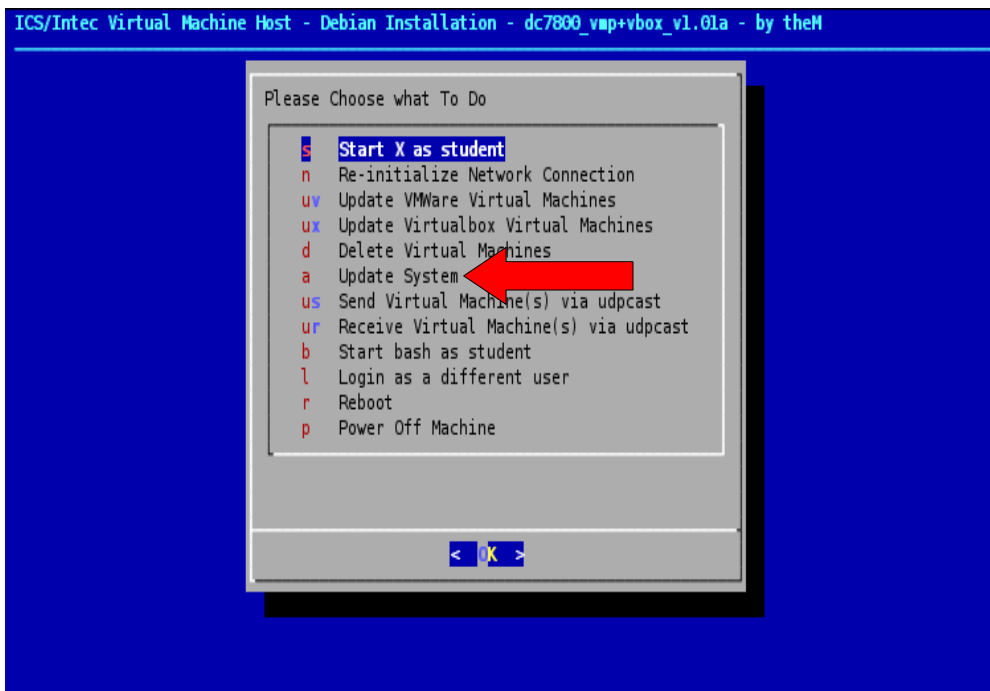 ICS/Intec Virtual Machine Host - Debian Installation - dc7800_vmp+vbox_v1.01a - by theM
Please Choose what To Do
s Start X as student
n Re-initialize Network Connection
uv Update VMWare Virtual Machines
ux Update Virtualbox Virtual Machines
d Delete Virtual Machines
a Update System
us Send Virtual Machine(s) via udpcast
ur Receive Virtual Machine(s) via udpcast
b Start bash as student
l Login as a different user
r Reboot
p Power Off Machine
< OK >